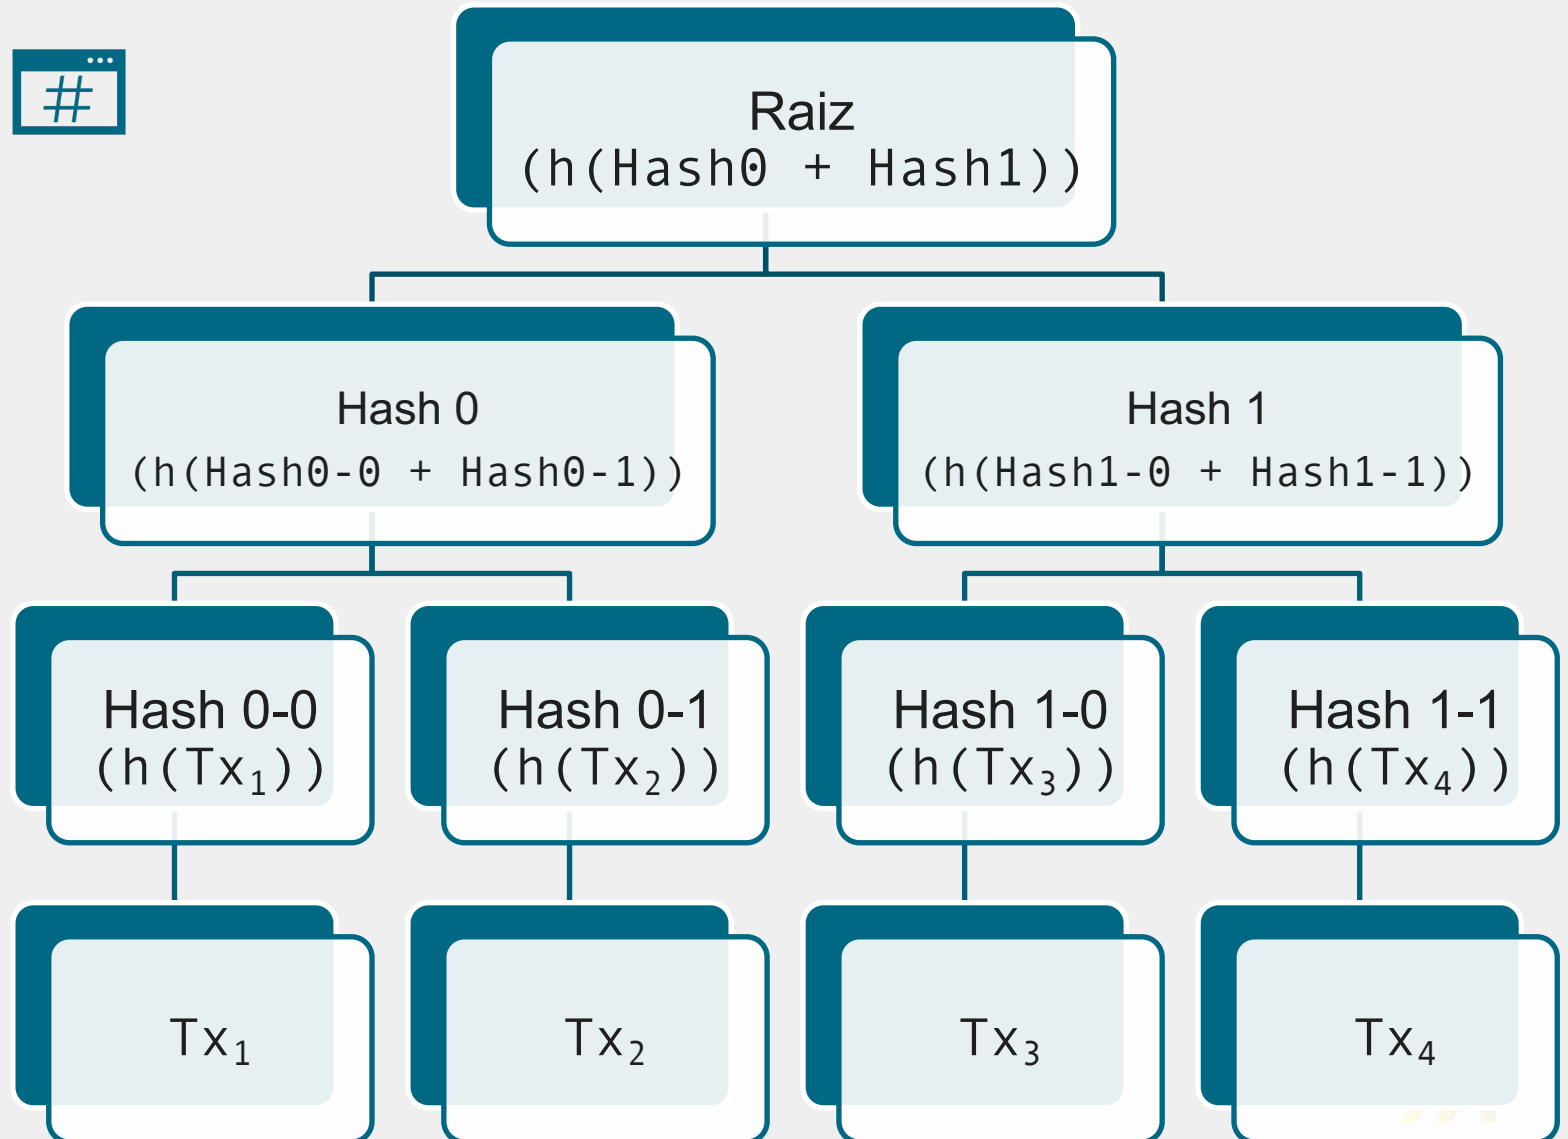 #
Raiz
(h(Hash0 + Hash1))
Hash 0
(h(Hash0-0 + Hash0-1))
Hash 1
(h(Hash1-0 + Hash1-1))
Hash 0-0
(h(Tx₁))
Hash 0-1
(h(Tx₂))
Hash 1-0
(h(Tx₃))
Hash 1-1
(h(Tx₄))
Tx₁
Tx₂
Tx₃
Tx₄